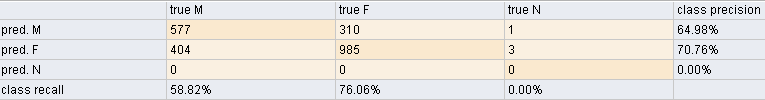 true M true F true N class precision
pred. M 577 310 1 64.98%
pred. F 404 985 3 70.76%
pred. N 0 0 0 0.00%
class recall 58.82% 76.06% 0.00%